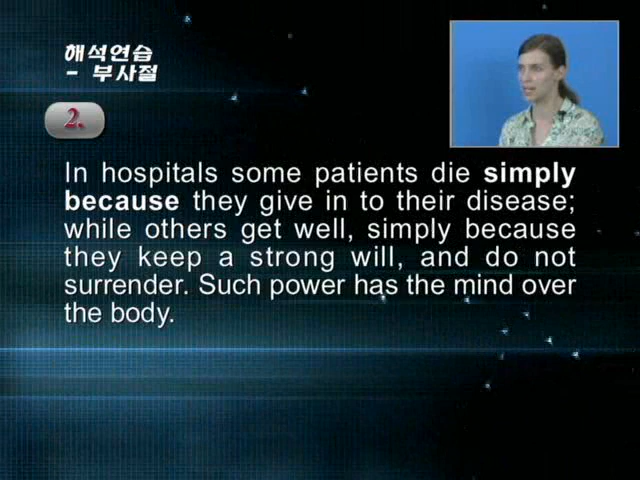 해석연습
- 부사절
2.
In hospitals some patients die simply
because they give in to their disease;
while others get well, simply because
they keep a strong will, and do not
surrender. Such power has the mind over
the body.